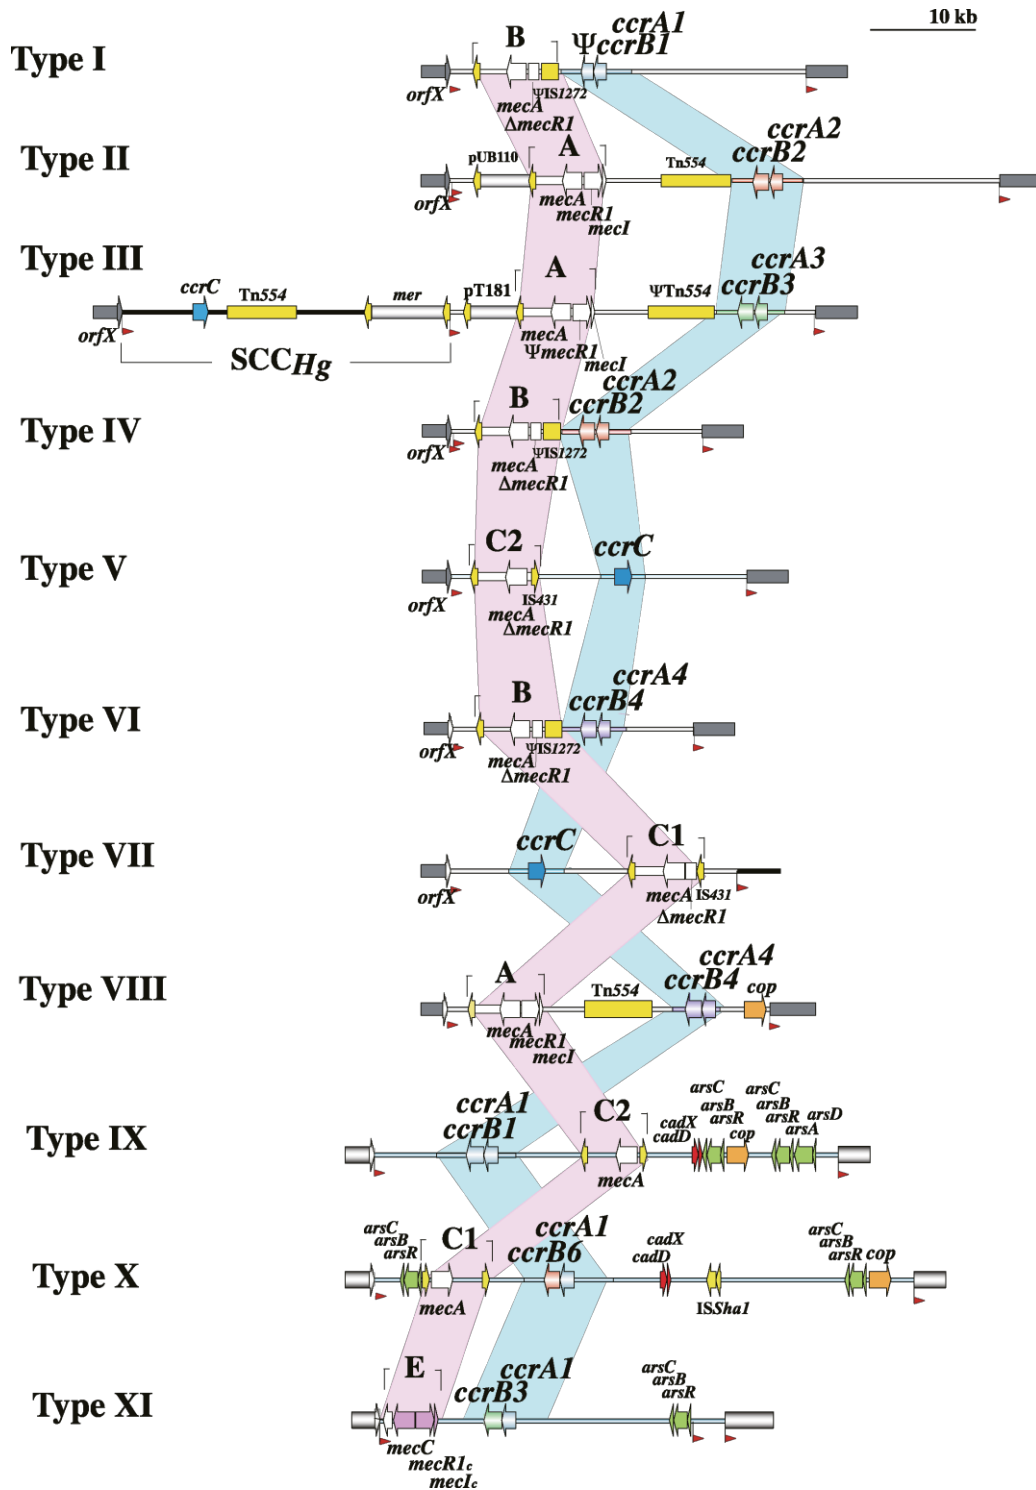 10 kb
Type I
B
ccrA1
ΨccrB1
orfX
mecA
ΨIS1272
ΔmecR1
Type II
pUB110
A
Tn554
ccrA2
ccrB2
orfX
mecA
mecR1
mecI
Type III
ccrC
Tn554
mer
pT181
A
ΨTn554
ccrA3
ccrB3
orfX
mecA
ΨmecR1
mecI
SCCHg
Type IV
B
ccrA2
ccrB2
orfX
mecA
ΨIS1272
ΔmecR1
Type V
C2
ccrC
orfX
IS431
mecA
ΔmecR1
Type VI
B
ccrA4
ccrB4
orfX
mecA
ΨIS1272
ΔmecR1
Type VII
ccrC
C1
orfX
mecA
IS431
ΔmecR1
Type VIII
A
Tn554
ccrA4
ccrB4
cop
mecA
mecR1
mecI
Type IX
ccrA1
ccrB1
C2
mecA
cadX
cadD
arsC
arsB
arsR
cop
arsC
arsB
arsR
arsD
arsA
Type X
arsC
arsB
arsR
C1
mecA
ccrA1
ccrB6
cadX
cadD
ISSha1
arsC
arsB
arsR
cop
Type XI
E
ccrA1
ccrB3
arsC
arsB
arsR
mecC
mecR1c
mecIc